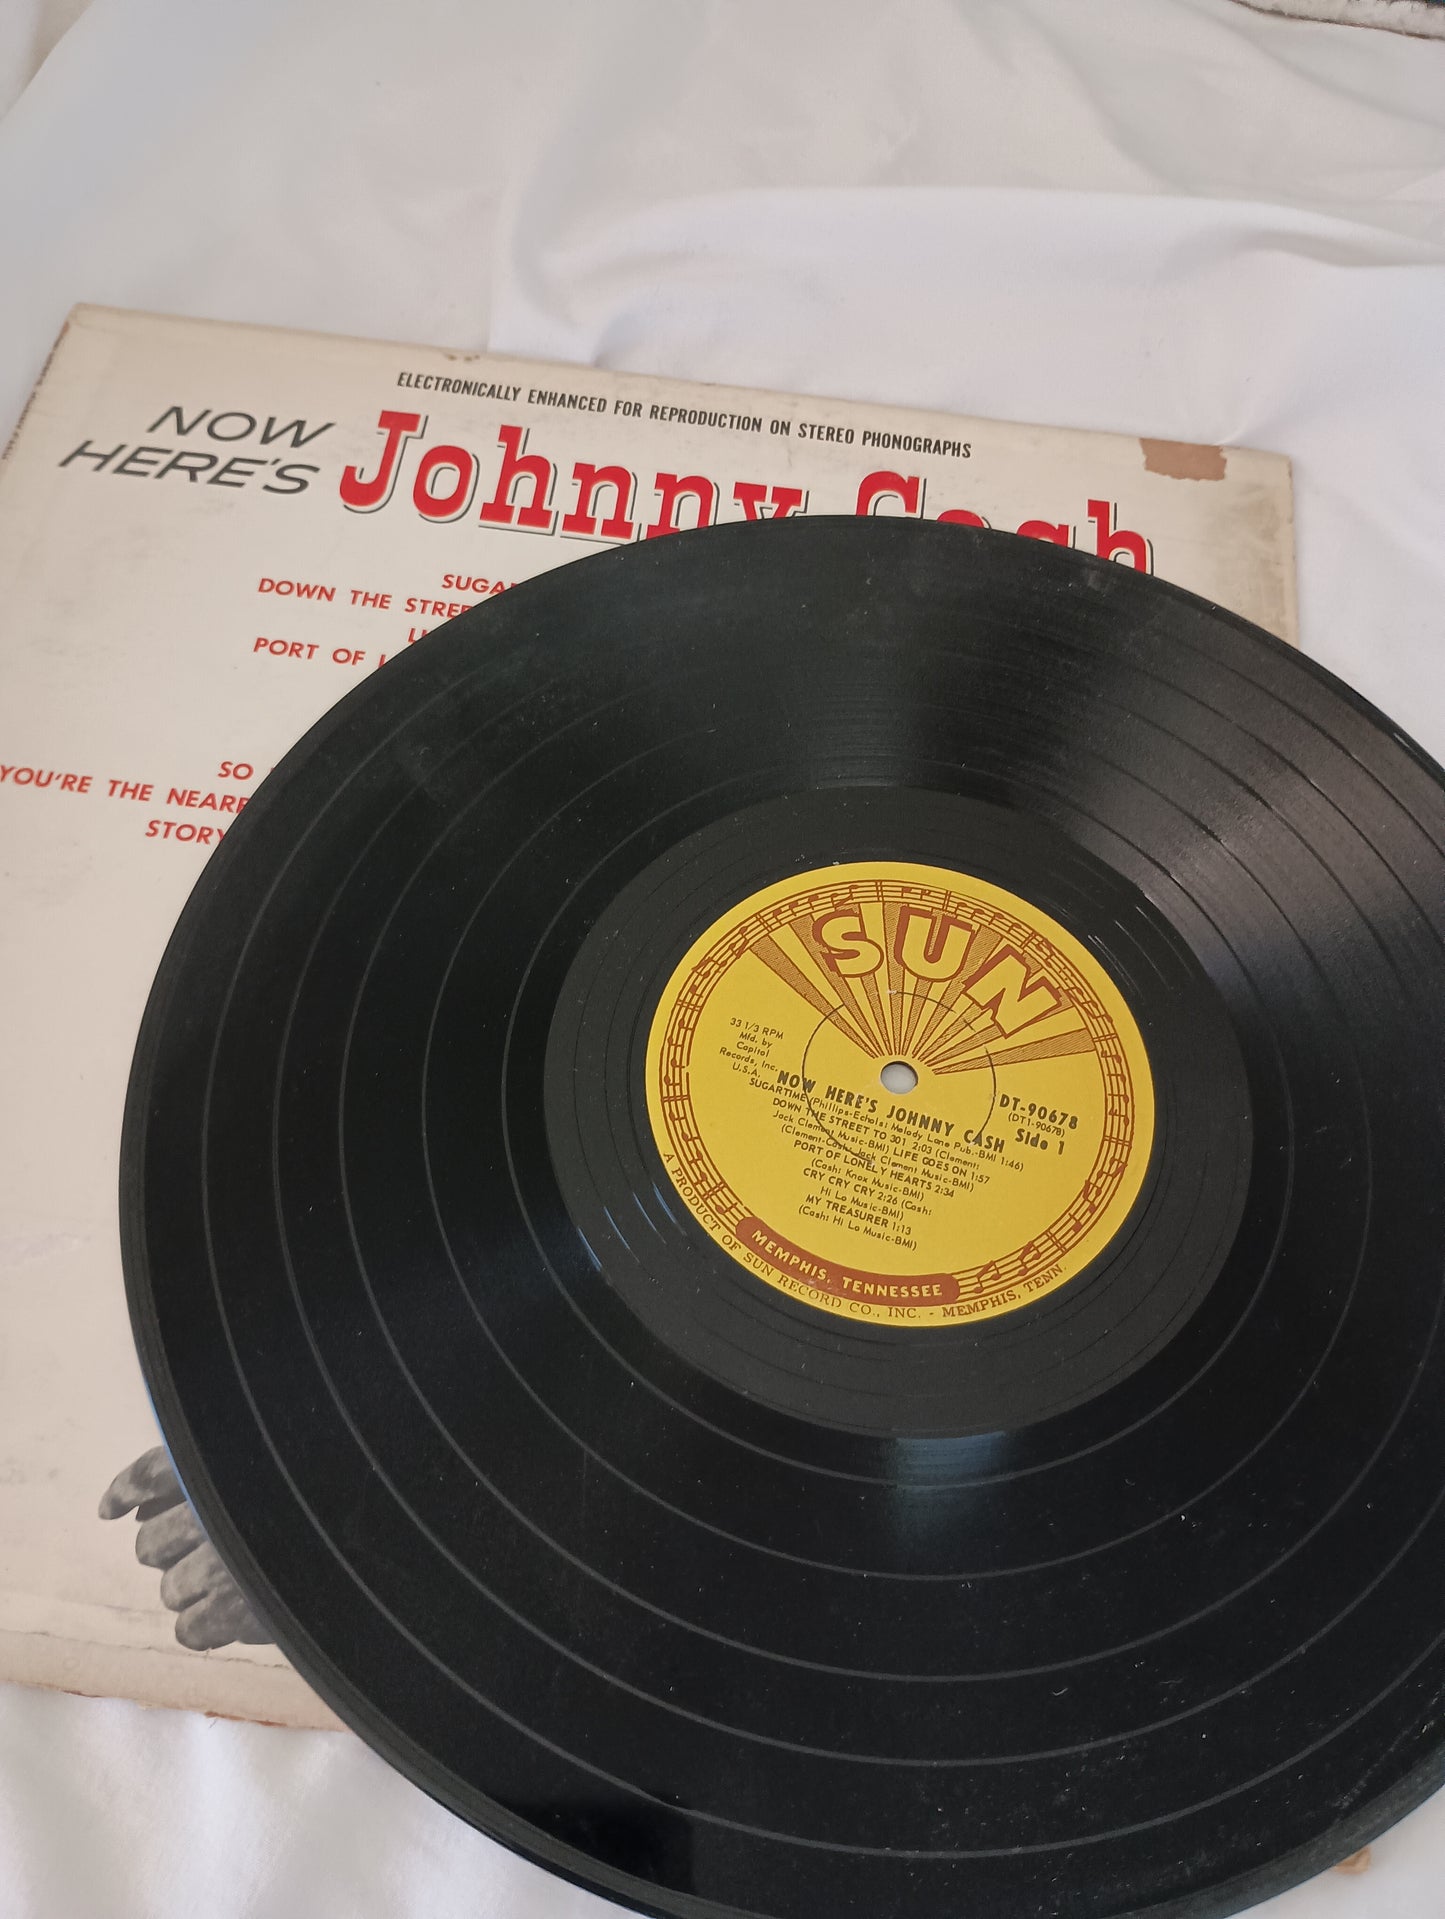 ELECTRONICALLY ENHANCED FOR REPRODUCTION ON STEREO PHONOGRAPHS
NOW
HERE'S
Johnny Cash
SUGA
DOWN THE STREE
PORT OF
SO
YOU'RE THE NEARE
STORY
SUN
33 1/3 RPM
Mfd. by
Capitol
Records, Inc.
U.S.A.
DT-90678
(DT1-90678)
Side 1
NOW HERE'S JOHNNY CASH
SUGARTIME (Phillips-Echols: Melody Lane Pub.-BMI 1:46)
DOWN THE STREET TO 301 2:03 (Clement:
Jack Clement Music-BMI) LIFE GOES ON 1:57
(Clement-Cash: Jack Clement Music-BMI)
PORT OF LONELY HEARTS 2:34
(Cash: Knox Music-BMI)
CRY CRY CRY 2:26 (Cash:
Hi Lo Music-BMI)
MY TREASURER 1:13
(Cash: Hi Lo Music-BMI)
MEMPHIS, TENNESSEE
A PRODUCT OF SUN RECORD CO., INC. - MEMPHIS, TENN.